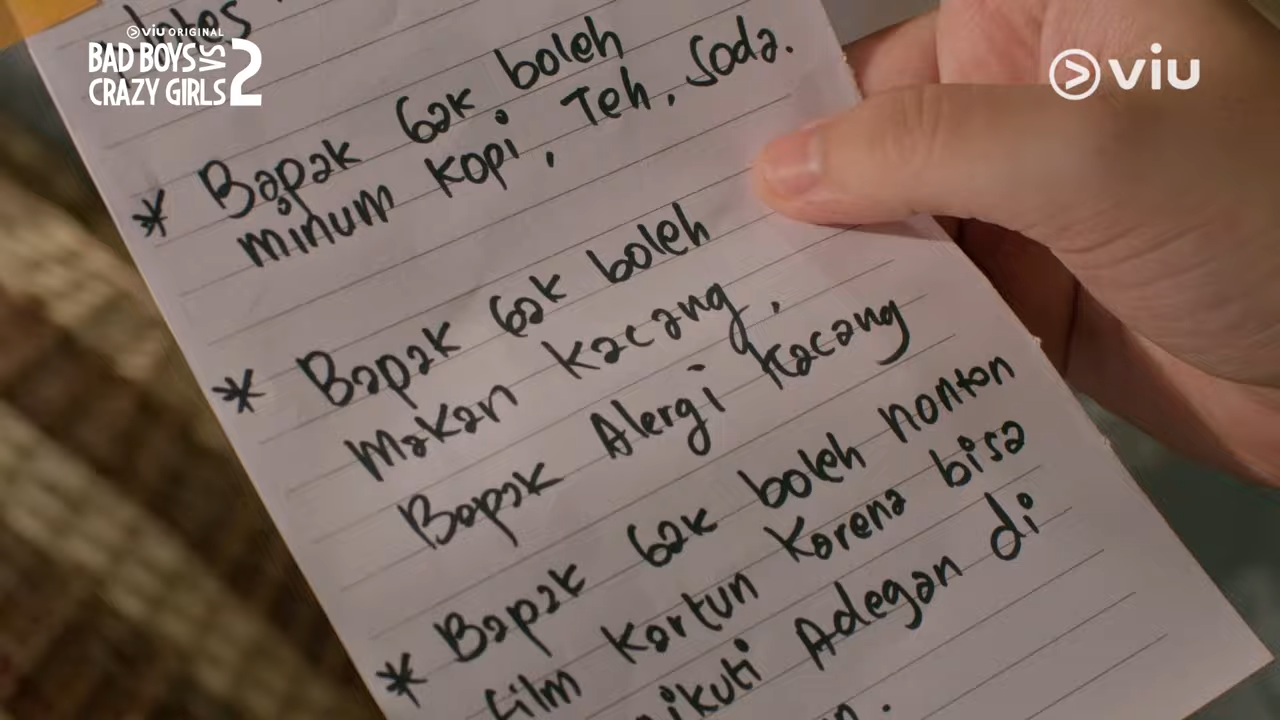 viu ORIGINAL
BAD BOYS VS
CRAZY GIRLS 2
viu
* Bapak Gak boleh
minum kopi, Teh, Soda.
* Bapak Gak boleh
makan kacang,
Bapak Alergi kacang
* Bapak Gak boleh nonton
film kartun karena bisa
ikuti Adegan di